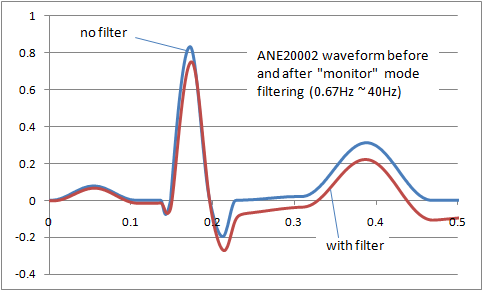 1
no filter
0.8
ANE20002 waveform before
and after "monitor" mode
filtering (0.67Hz ~ 40Hz)
0.6
0.4
0.2
0
0 0.1 0.2 0.3 0.4 0.5
-0.2
with filter
-0.4